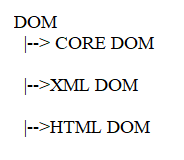 DOM
|--> CORE DOM
|-->XML DOM
|-->HTML DOM